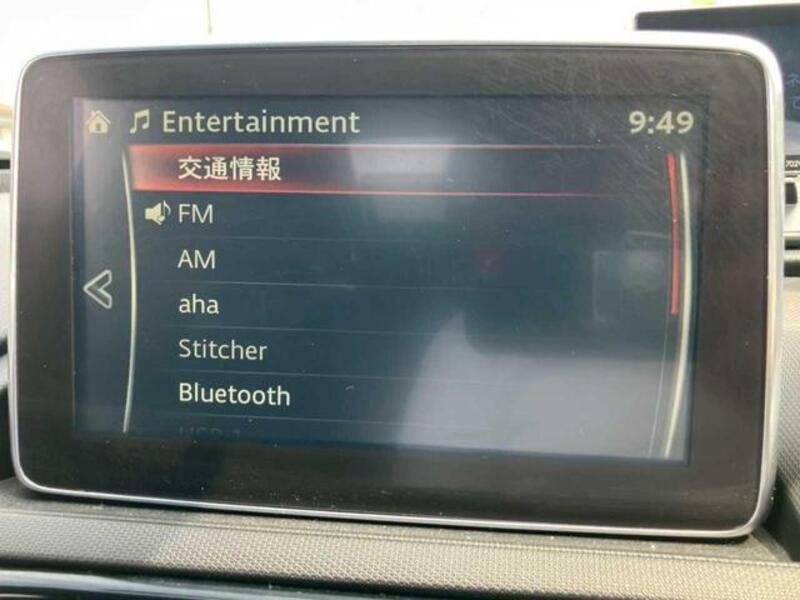 Entertainment
9:49
交通情報
FM
AM
aha
Stitcher
Bluetooth